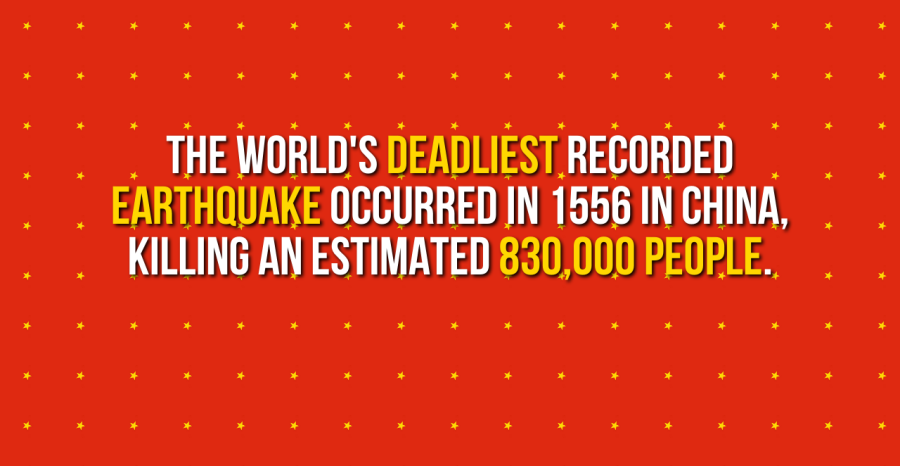 THE WORLD'S DEADLIEST RECORDED
EARTHQUAKE OCCURRED IN 1556 IN CHINA,
KILLING AN ESTIMATED 830,000 PEOPLE.